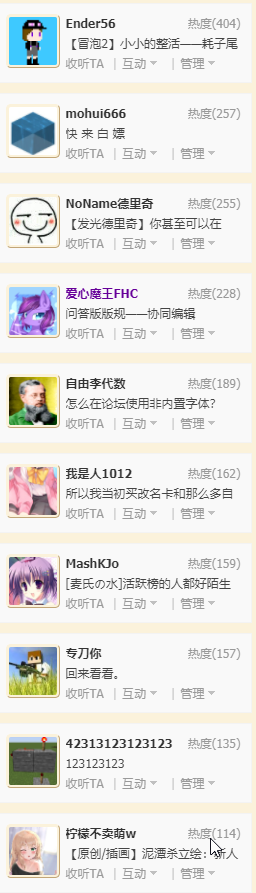 Ender56 热度(404)
【冒泡2】小小的整活——耗子尾
收听TA | 互动 | 管理
mohui666 热度(257)
快 来 白 嫖
收听TA | 互动 | 管理
NoName德里奇 热度(255)
【发光德里奇】你甚至可以在
收听TA | 互动 | 管理
爱心魔王FHC 热度(228)
问答版版规——协同编辑
收听TA | 互动 | 管理
自由李代数 热度(189)
怎么在论坛使用非内置字体?
收听TA | 互动 | 管理
我是人1012 热度(162)
所以我当初买改名卡和那么多自
收听TA | 互动 | 管理
MashKJo 热度(159)
[麦氏の水]活跃榜的人都好陌生
收听TA | 互动 | 管理
专刀你 热度(157)
回来看看。
收听TA | 互动 | 管理
42313123123123 热度(135)
123123123
收听TA | 互动 | 管理
柠檬不卖萌w 热度(114)
【原创/插画】泥潭杀立绘:新人
收听TA | 互动 | 管理